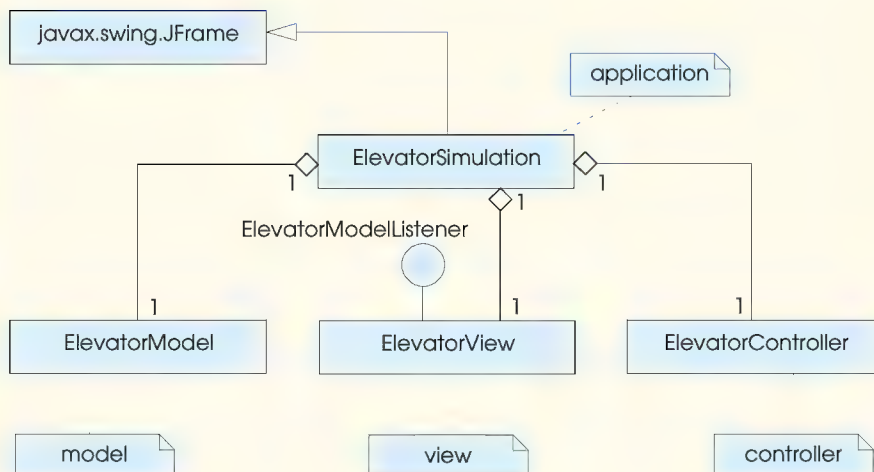 javax.swing.JFrame
application
ElevatorSimulation
1
1
1
ElevatorModelListener
1
1
1
ElevatorModel
ElevatorView
ElevatorController
model
view
controller